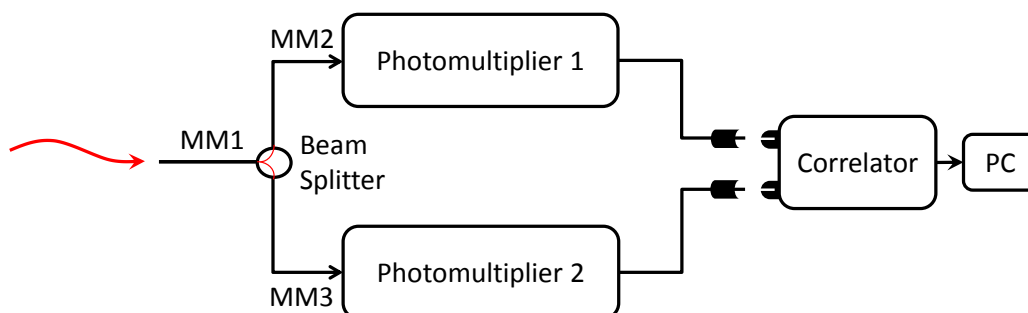 MM2
Photomultiplier 1
MM1
Beam
Splitter
Correlator
PC
Photomultiplier 2
MM3